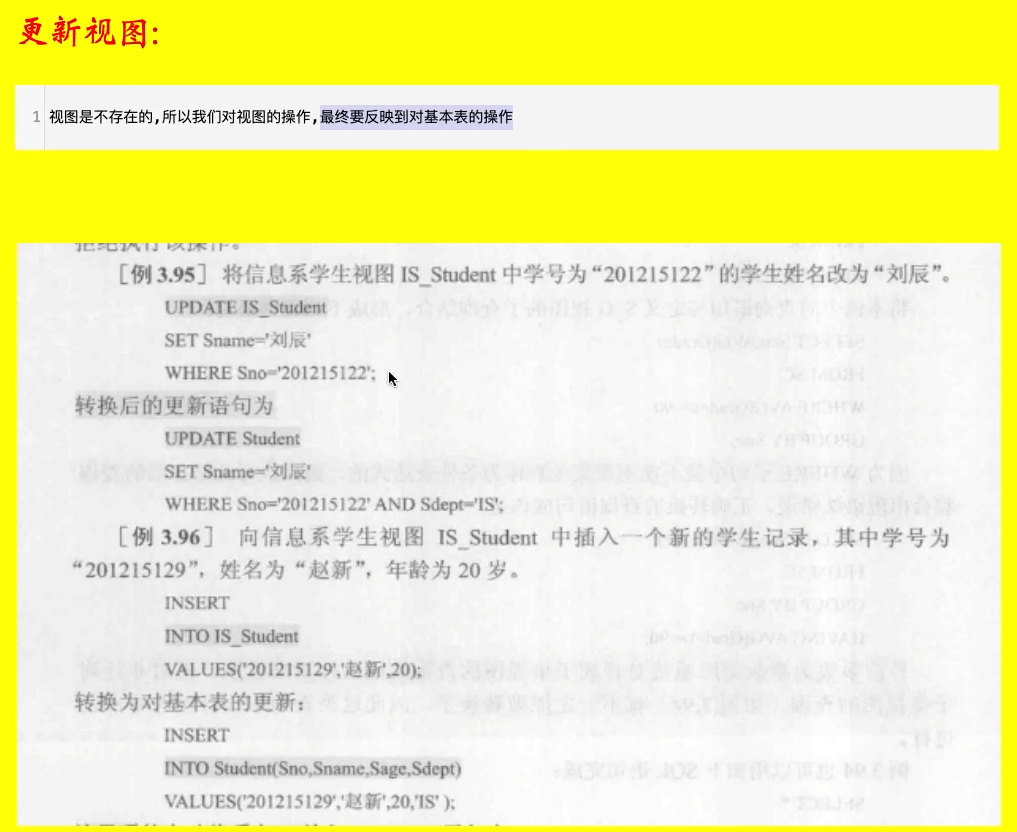 更新视图:
1 视图是不存在的,所以我们对视图的操作,最终要反映到对基本表的操作
拒绝执行该操作。
［例 3.95］ 将信息系学生视图 IS_Student 中学号为“201215122”的学生姓名改为“刘辰”。
UPDATE IS_Student
SET Sname='刘辰'
WHERE Sno='201215122';
转换后的更新语句为
UPDATE Student
SET Sname='刘辰'
WHERE Sno='201215122' AND Sdept='IS';
［例 3.96］ 向信息系学生视图 IS_Student 中插入一个新的学生记录，其中学号为
“201215129”，姓名为“赵新”，年龄为 20 岁。
INSERT
INTO IS_Student
VALUES('201215129','赵新',20);
转换为对基本表的更新：
INSERT
INTO Student(Sno,Sname,Sage,Sdept)
VALUES('201215129','赵新',20,'IS' );